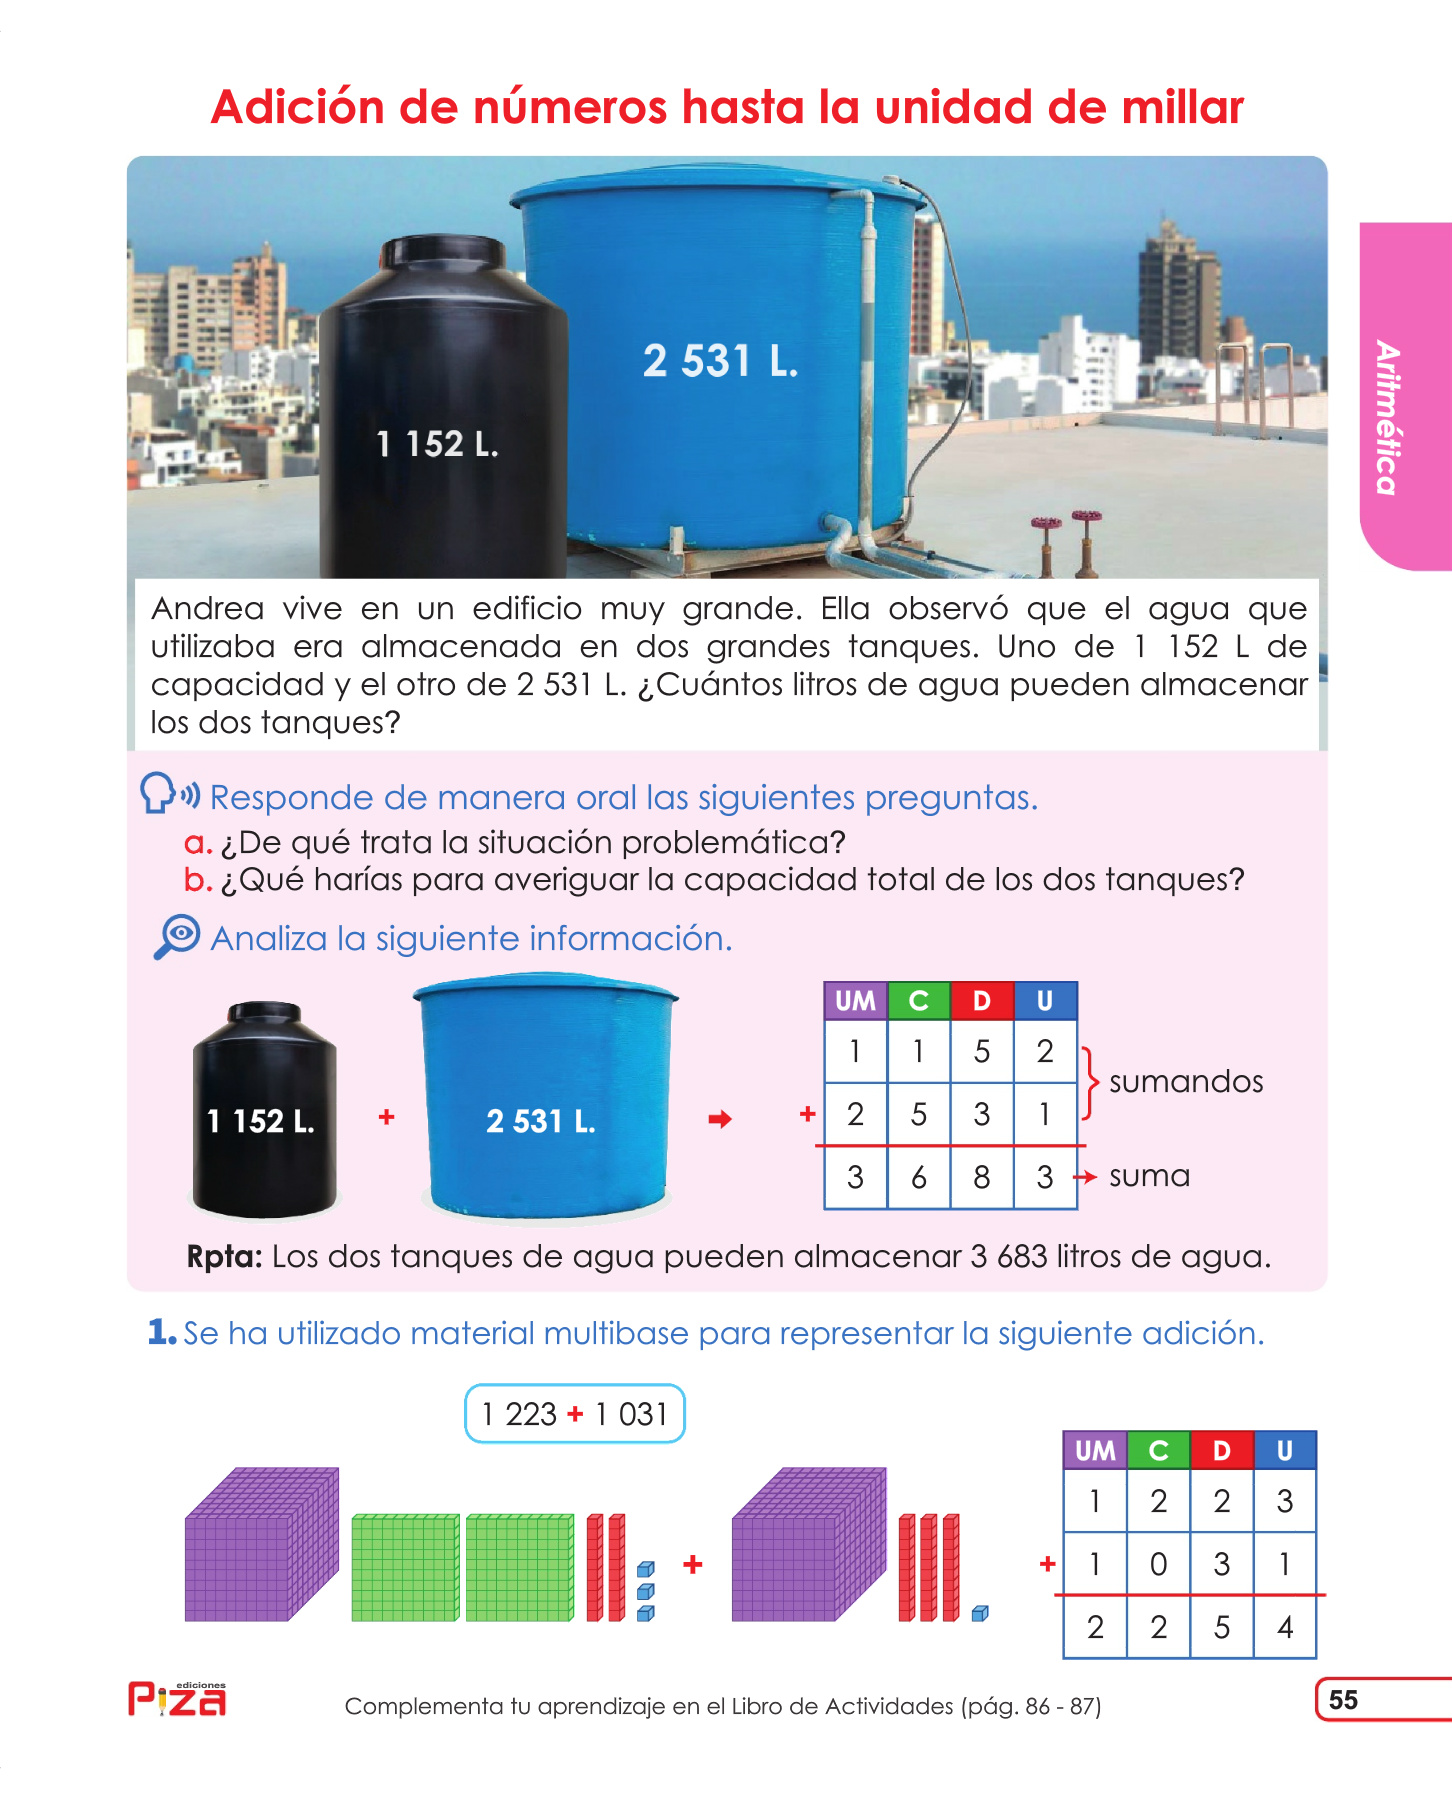 Adición de números hasta la unidad de millar
2 531 L.
1 152 L.
Aritmética
Andrea vive en un edificio muy grande. Ella observó que el agua que
utilizaba era almacenada en dos grandes tanques. Uno de 1 152 L de
capacidad y el otro de 2 531 L. ¿Cuántos litros de agua pueden almacenar
los dos tanques?
Responde de manera oral las siguientes preguntas.
a. ¿De qué trata la situación problemática?
b. ¿Qué harías para averiguar la capacidad total de los dos tanques?
Analiza la siguiente información.
1 152 L. + 2 531 L.
UM C D U
1 1 5 2
sumandos
+ 2 5 3 1
3 6 8 3 suma
Rpta: Los dos tanques de agua pueden almacenar 3 683 litros de agua.
1. Se ha utilizado material multibase para representar la siguiente adición.
1 223 + 1 031
+
UM C D U
1 2 2 3
+ 1 0 3 1
2 2 5 4
ediciones
Piza
Complementa tu aprendizaje en el Libro de Actividades (pág. 86 - 87)
55